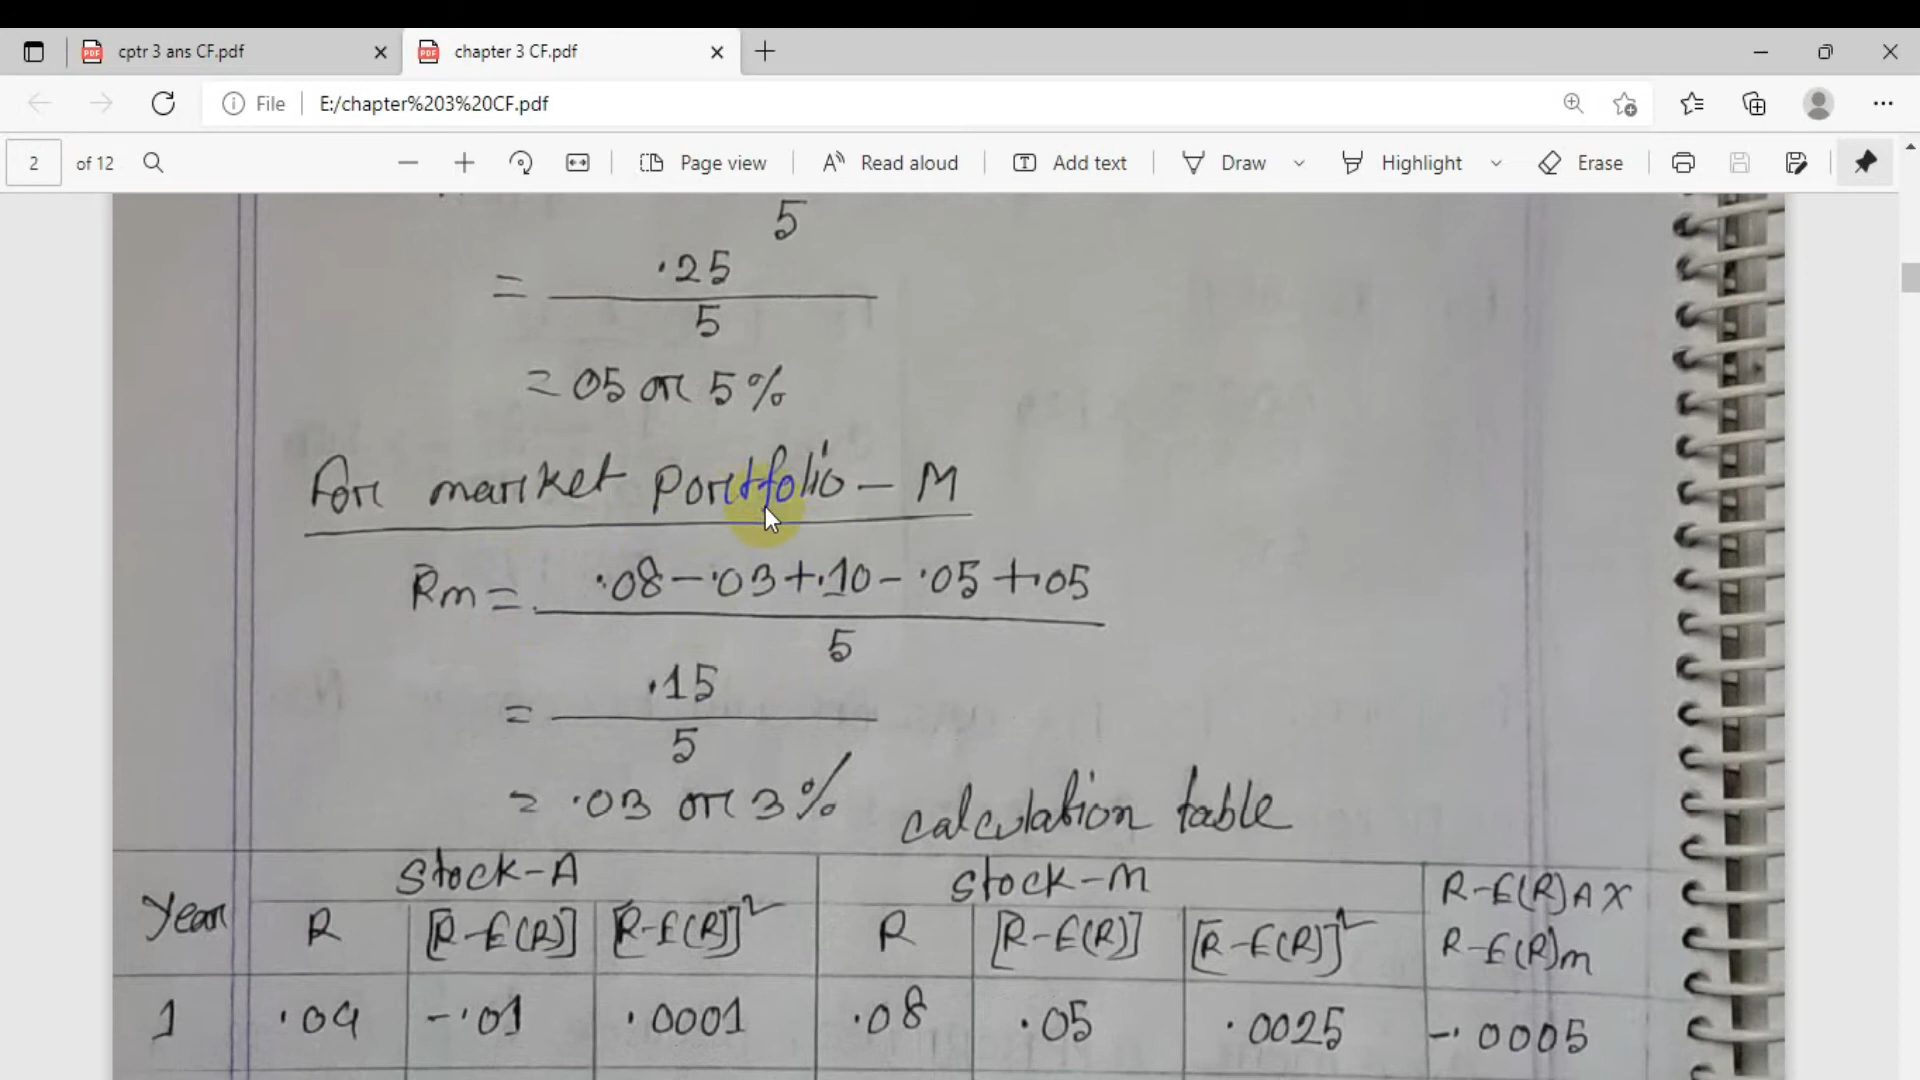 cptr 3 ans CF.pdf
chapter 3 CF.pdf
File
E:/chapter%203%20CF.pdf
2 of 12
Page view
Read aloud
Add text
Draw
Highlight
Erase
5
= .25
5
= 05 or 5%
For market Portfolio - M
Rm = .08 - .03 + .10 - .05 + .05
5
= .15
5
= .03 or 3%
calculation table
Year
Stock-A
Stock-M
R-E(R)A X
R-E(R)m
R [R-E(R)] [R-E(R)]² R [R-E(R)] [R-E(R)]²
1 .04 -.01 .0001 .08 .05 .0025 -.0005